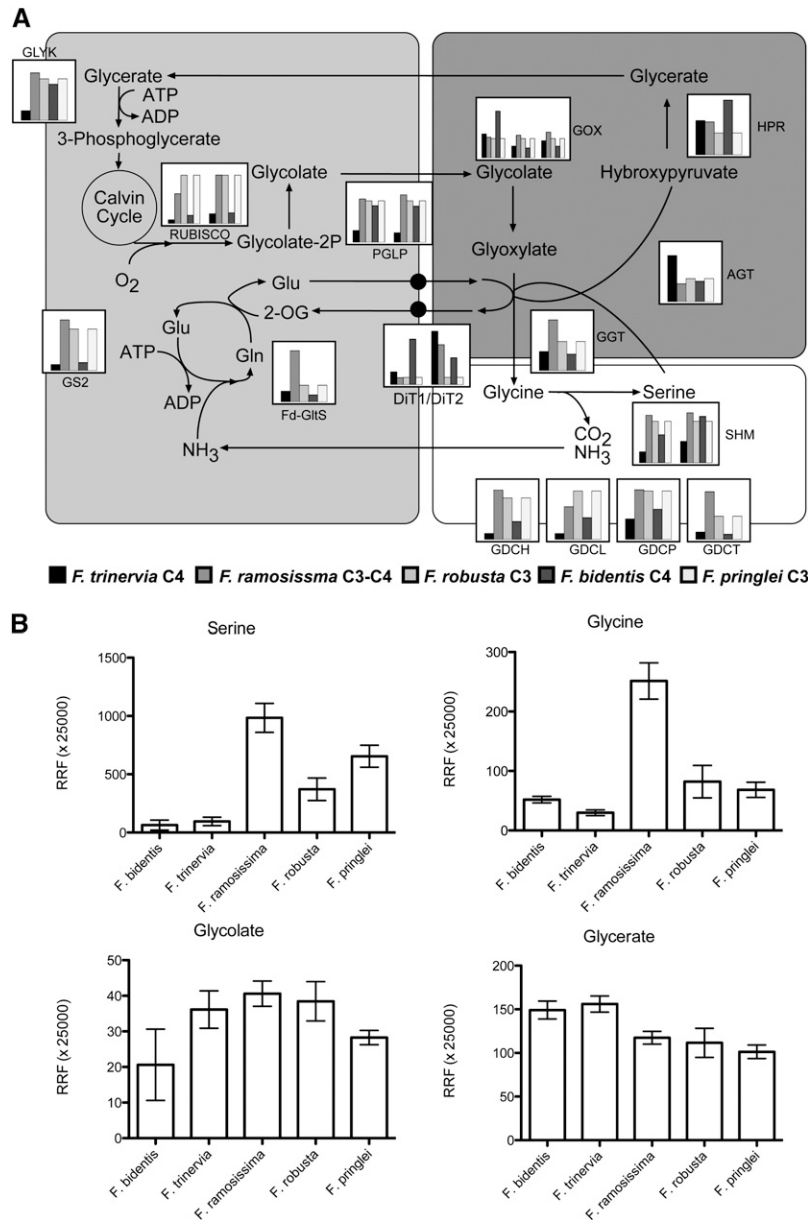 A
GLYK
Glycerate
ATP
ADP
3-Phosphoglycerate
Calvin
Cycle
O2
RUBISCO
Glycolate
Glycolate-2P
PGLP
Glycerate
GOX
HPR
Glycolate
Hybroxypyruvate
Glyoxylate
AGT
Glu
2-OG
Glu
ATP
Gln
GS2
ADP
Fd-GltS
NH3
DiT1/DiT2
GGT
Glycine
Serine
CO2
NH3
SHM
GDCH GDCL GDCP GDCT
F. trinervia C4 F. ramosissma C3-C4 F. robusta C3 F. bidentis C4 F. pringlei C3
B
Serine
RRF (x 25000)
1500
1000
500
0
F. bidentis
F. trinervia
F. ramosissima
F. robusta
F. pringlei
Glycine
RRF (x 25000)
300
200
100
0
F. bidentis
F. trinervia
F. ramosissima
F. robusta
F. pringlei
Glycolate
RRF (x 25000)
50
40
30
20
10
0
F. bidentis
F. trinervia
F. ramosissima
F. robusta
F. pringlei
Glycerate
RRF (x 25000)
200
150
100
50
0
F. bidentis
F. trinervia
F. ramosissima
F. robusta
F. pringlei